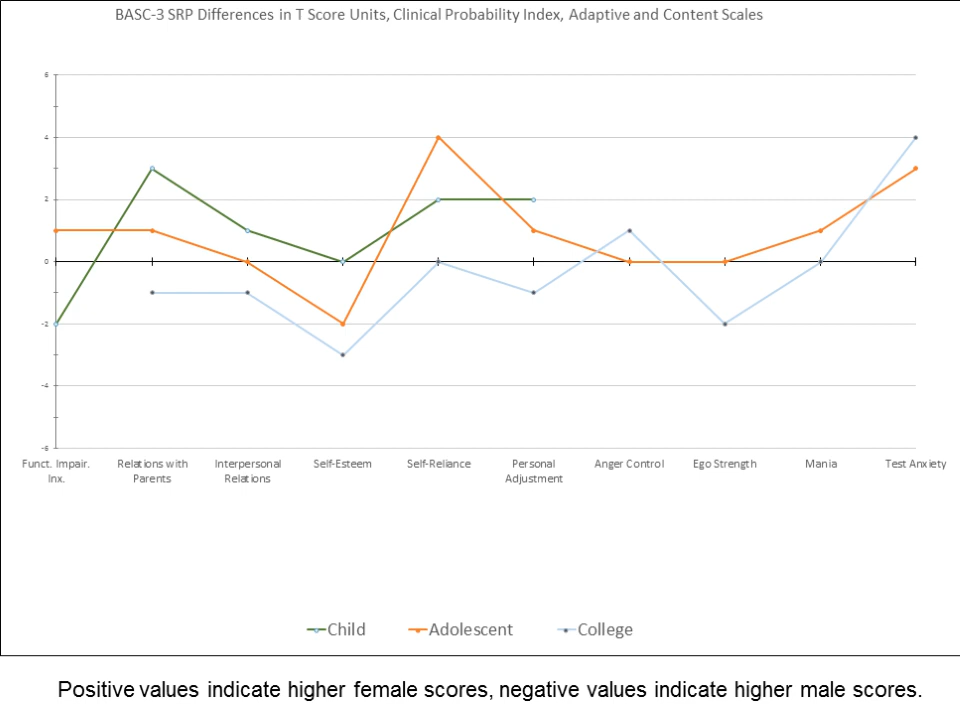 BASC-3 SRP Differences in T Score Units, Clinical Probability Index, Adaptive and Content Scales
6
4
2
0
-2
-4
-6
Funct. Impair. Inx.
Relations with Parents
Interpersonal Relations
Self-Esteem
Self-Reliance
Personal Adjustment
Anger Control
Ego Strength
Mania
Test Anxiety
Child
Adolescent
College
Positive values indicate higher female scores, negative values indicate higher male scores.